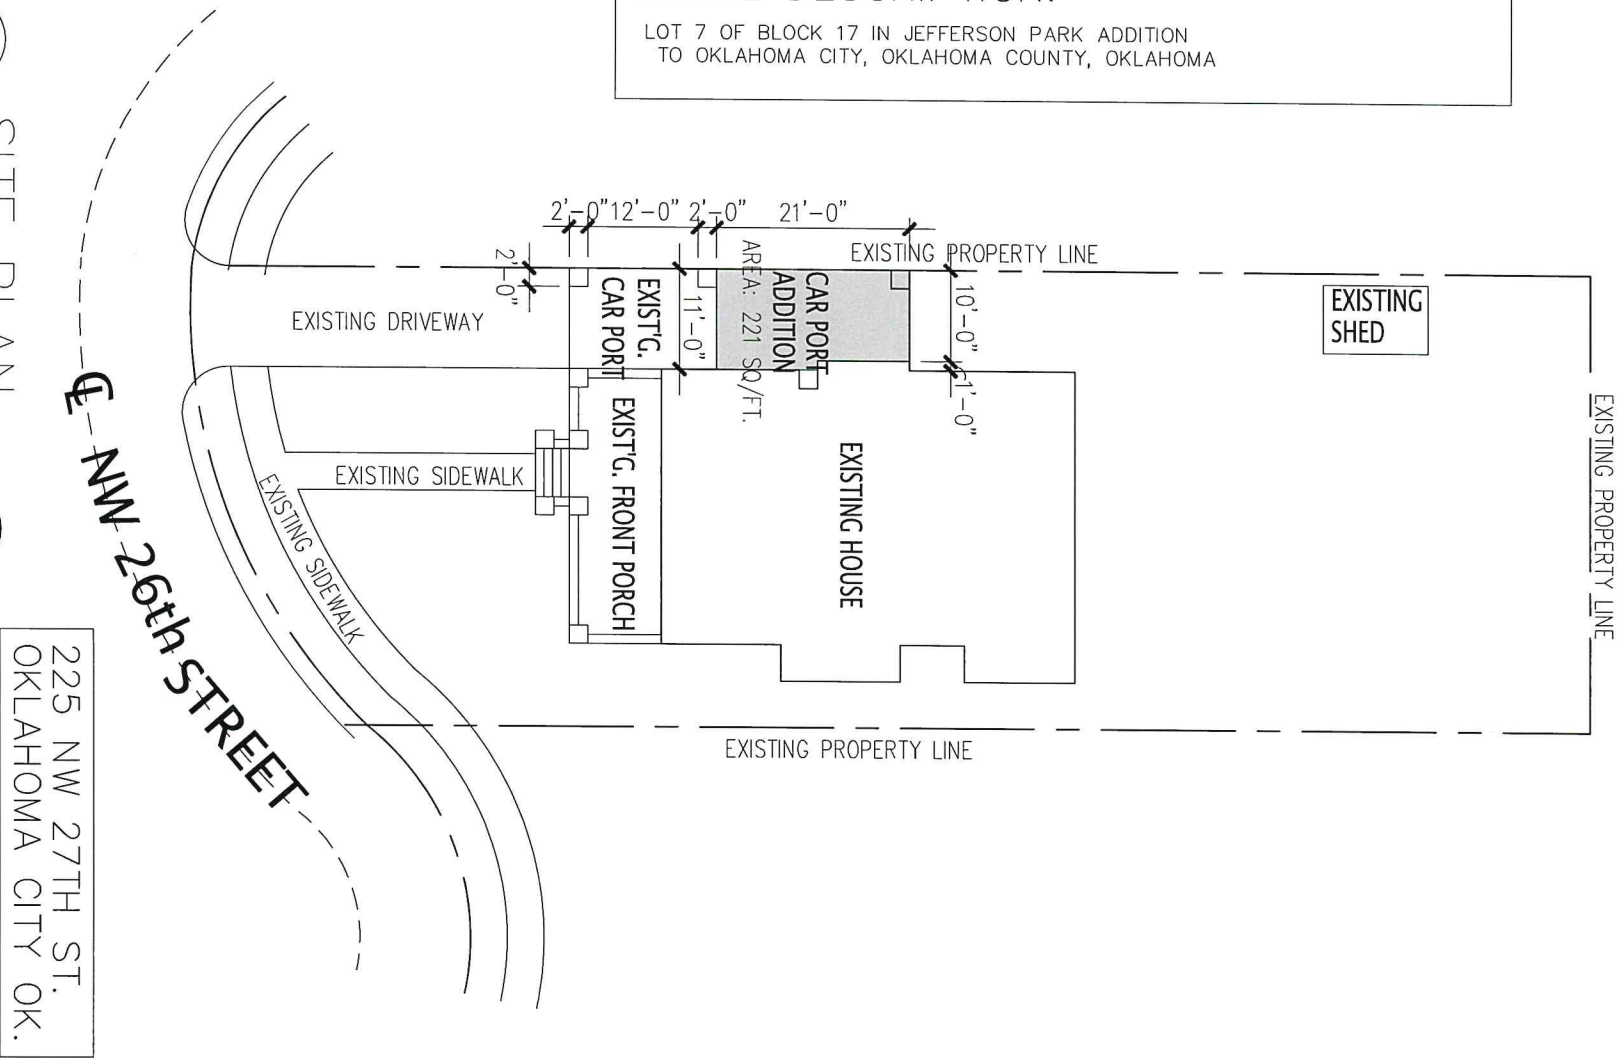 LOT 7 OF BLOCK 17 IN JEFFERSON PARK ADDITION
TO OKLAHOMA CITY, OKLAHOMA COUNTY, OKLAHOMA
2'-0" 12'-0" 2'-0" 21'-0"
EXISTING PROPERTY LINE
2'-0"
EXISTING DRIVEWAY
EXIST'G.
CAR PORT
11'-0"
CAR PORT
ADDITION
AREA: 221 SQ/FT.
10'-0"
1'-0"
EXISTING
SHED
EXISTING PROPERTY LINE
EXISTING SIDEWALK
EXIST'G. FRONT PORCH
EXISTING HOUSE
EXISTING SIDEWALK
EXISTING PROPERTY LINE
SITE PLAN
NW 26th STREET
225 NW 27TH ST.
OKLAHOMA CITY OK.